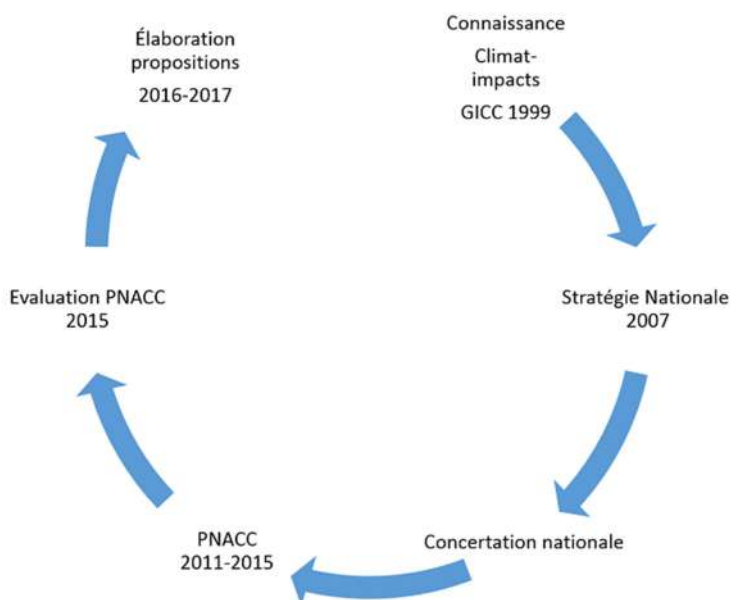 Connaissance
Climat-
impacts
GICC 1999
Stratégie Nationale
2007
Concertation nationale
PNACC
2011-2015
Evaluation PNACC
2015
Élaboration
propositions
2016-2017